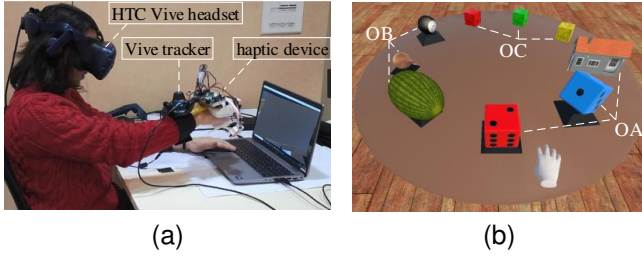 HTC Vive headset
Vive tracker
haptic device
OB
OC
OA
(a)
(b)